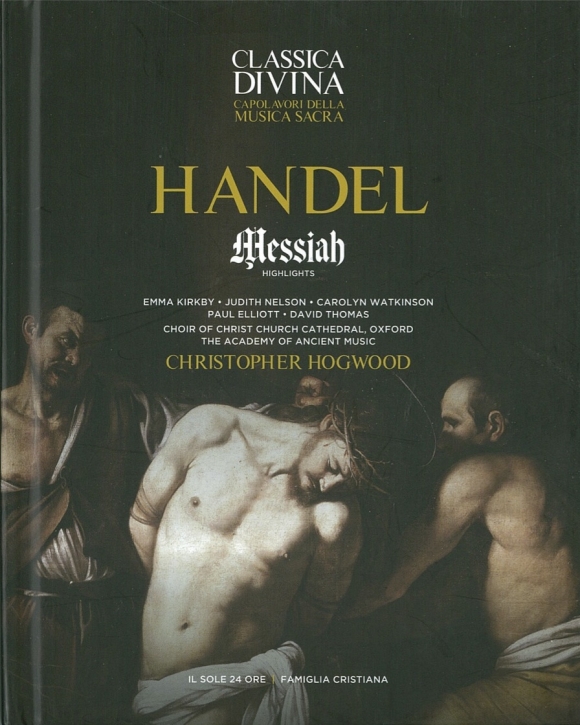 CLASSICA
DIVINA
CAPOLAVORI DELLA
MUSICA SACRA
HANDEL
Messiah
HIGHLIGHTS
EMMA KIRKBY • JUDITH NELSON • CAROLYN WATKINSON
PAUL ELLIOTT • DAVID THOMAS
CHOIR OF CHRIST CHURCH CATHEDRAL, OXFORD
THE ACADEMY OF ANCIENT MUSIC
CHRISTOPHER HOGWOOD
IL SOLE 24 ORE | FAMIGLIA CRISTIANA